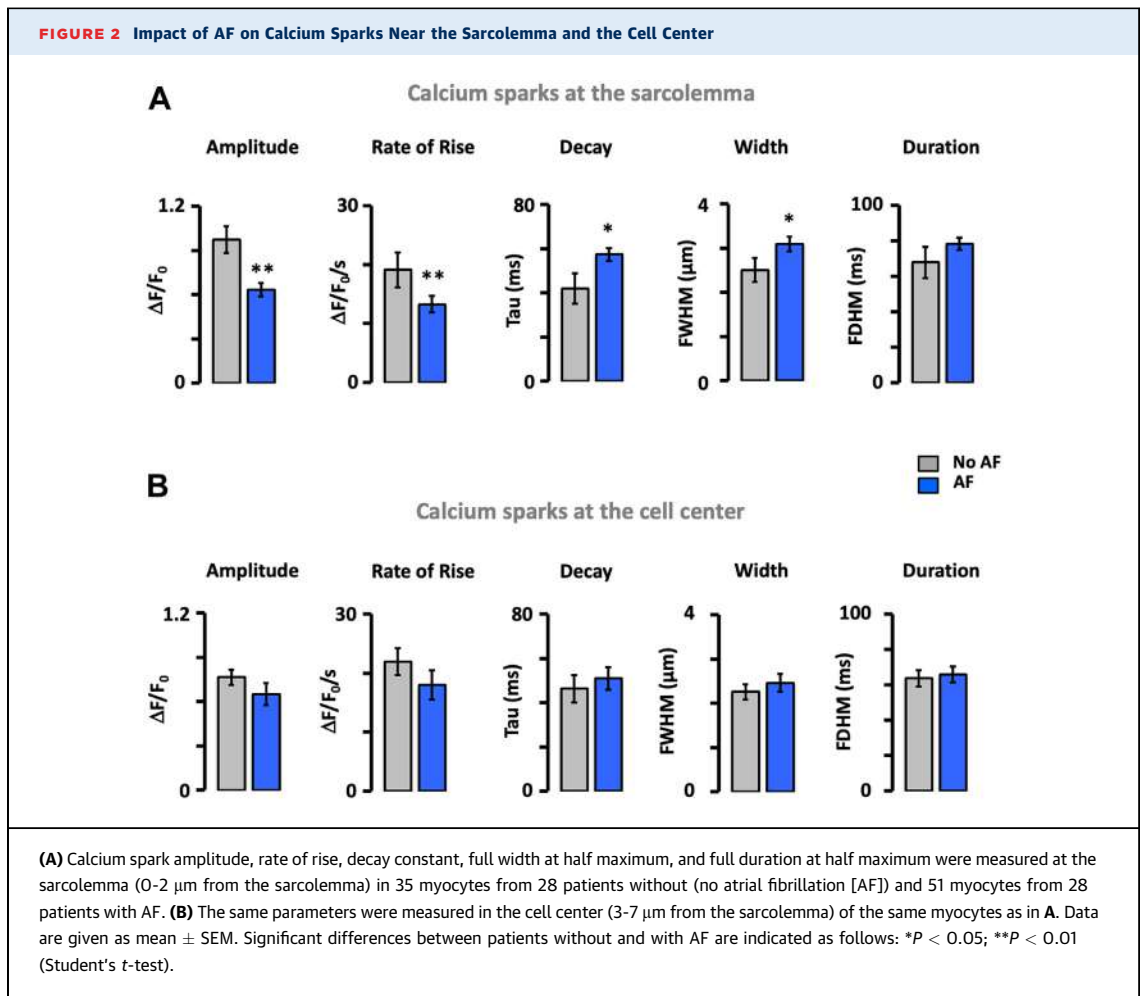 FIGURE 2 Impact of AF on Calcium Sparks Near the Sarcolemma and the Cell Center
A
Calcium sparks at the sarcolemma
Amplitude
Rate of Rise
Decay
Width
Duration
1.2
ΔF/F0
0
**
30
ΔF/F0/s
0
**
80
Tau (ms)
0
*
4
FWHM (μm)
0
*
100
FDHM (ms)
0
No AF
AF
B
Calcium sparks at the cell center
Amplitude
Rate of Rise
Decay
Width
Duration
1.2
ΔF/F0
0
30
ΔF/F0/s
0
80
Tau (ms)
0
4
FWHM (μm)
0
100
FDHM (ms)
0
(A) Calcium spark amplitude, rate of rise, decay constant, full width at half maximum, and full duration at half maximum were measured at the
sarcolemma (0-2 μm from the sarcolemma) in 35 myocytes from 28 patients without (no atrial fibrillation [AF]) and 51 myocytes from 28
patients with AF. (B) The same parameters were measured in the cell center (3-7 μm from the sarcolemma) of the same myocytes as in A. Data
are given as mean ± SEM. Significant differences between patients without and with AF are indicated as follows: *P < 0.05; **P < 0.01
(Student's t-test).